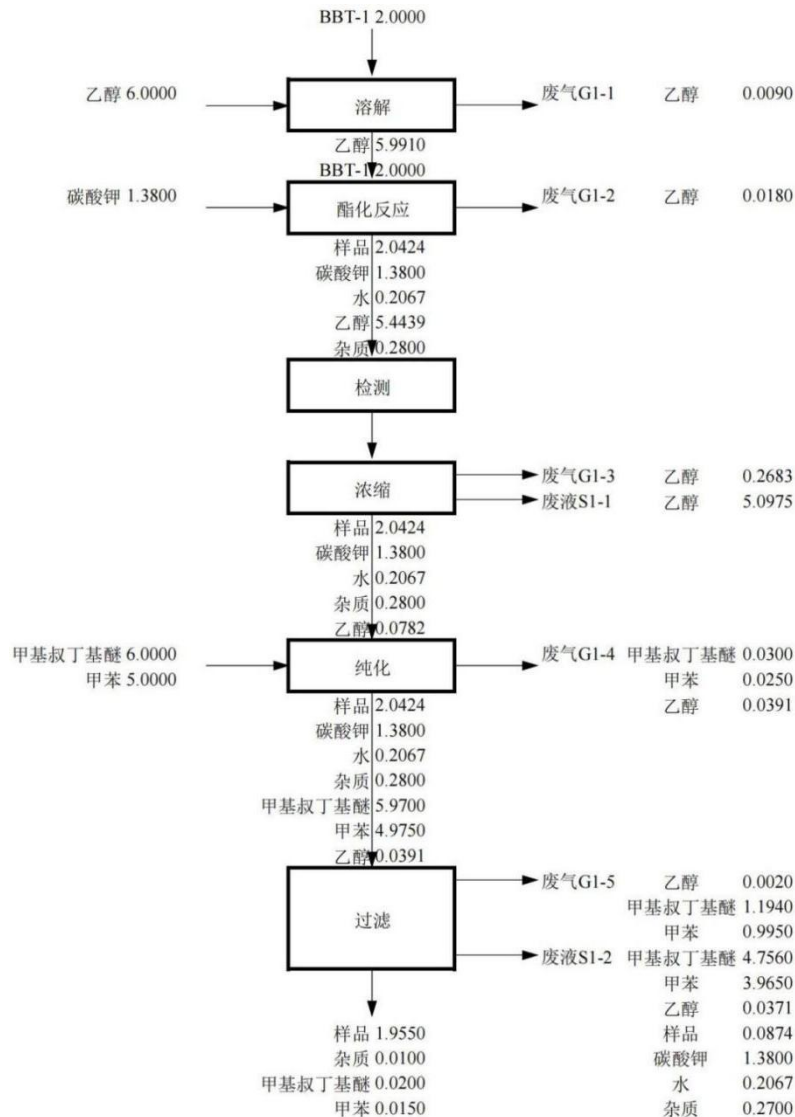 BBT-1 2.0000
乙醇 6.0000
溶解
废气G1-1 乙醇 0.0090
乙醇 5.9910
BBT-1 2.0000
碳酸钾 1.3800
酯化反应
废气G1-2 乙醇 0.0180
样品 2.0424
碳酸钾 1.3800
水 0.2067
乙醇 5.4439
杂质 0.2800
检测
浓缩
废气G1-3 乙醇 0.2683
废液S1-1 乙醇 5.0975
样品 2.0424
碳酸钾 1.3800
水 0.2067
杂质 0.2800
乙醇 0.0782
甲基叔丁基醚 6.0000
甲苯 5.0000
纯化
废气G1-4 甲基叔丁基醚 0.0300
甲苯 0.0250
乙醇 0.0391
样品 2.0424
碳酸钾 1.3800
水 0.2067
杂质 0.2800
甲基叔丁基醚 5.9700
甲苯 4.9750
乙醇 0.0391
过滤
废气G1-5 乙醇 0.0020
甲基叔丁基醚 1.1940
甲苯 0.9950
废液S1-2 甲基叔丁基醚 4.7560
甲苯 3.9650
乙醇 0.0371
样品 0.0874
碳酸钾 1.3800
水 0.2067
杂质 0.2700
样品 1.9550
杂质 0.0100
甲基叔丁基醚 0.0200
甲苯 0.0150